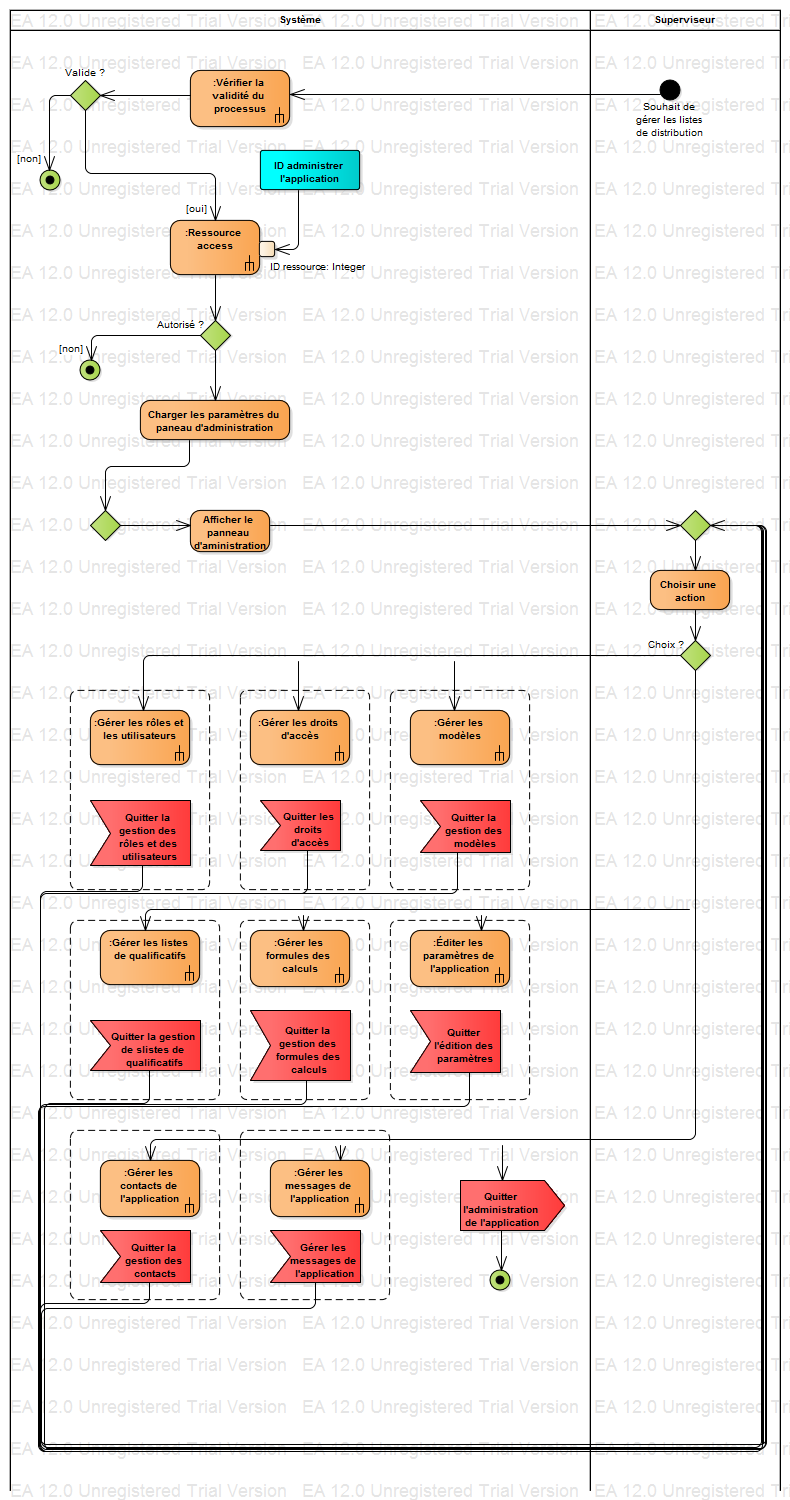 Système
Superviseur
Valide ?
:Vérifier la
validité du
processus
Souhait de
gérer les listes
de distribution
[non]
ID administrer
l'application
[oui]
:Ressource
access
ID ressource: Integer
Autorisé ?
[non]
Charger les paramètres du
paneau d'administration
Afficher le
panneau
d'aministration
Choisir une
action
Choix ?
:Gérer les rôles et
les utilisateurs
:Gérer les droits
d'accès
:Gérer les
modèles
Quitter la
gestion des
rôles et des
utilisateurs
Quitter les
droits
d'accès
Quitter la
gestion des
modèles
:Gérer les listes
de qualificatifs
:Gérer les
formules des
calculs
:Éditer les
paramètres de
l'application
Quitter la gestion
de slistes de
qualificatifs
Quitter la
gestion des
formules des
calculs
Quitter
l'édition des
paramètres
:Gérer les
contacts de
l'application
:Gérer les
messages de
l'application
Quitter
l'administration
de l'application
Quitter la
gestion des
contacts
Gérer les
messages de
l'application
EA 12.0 Unregistered Trial Version